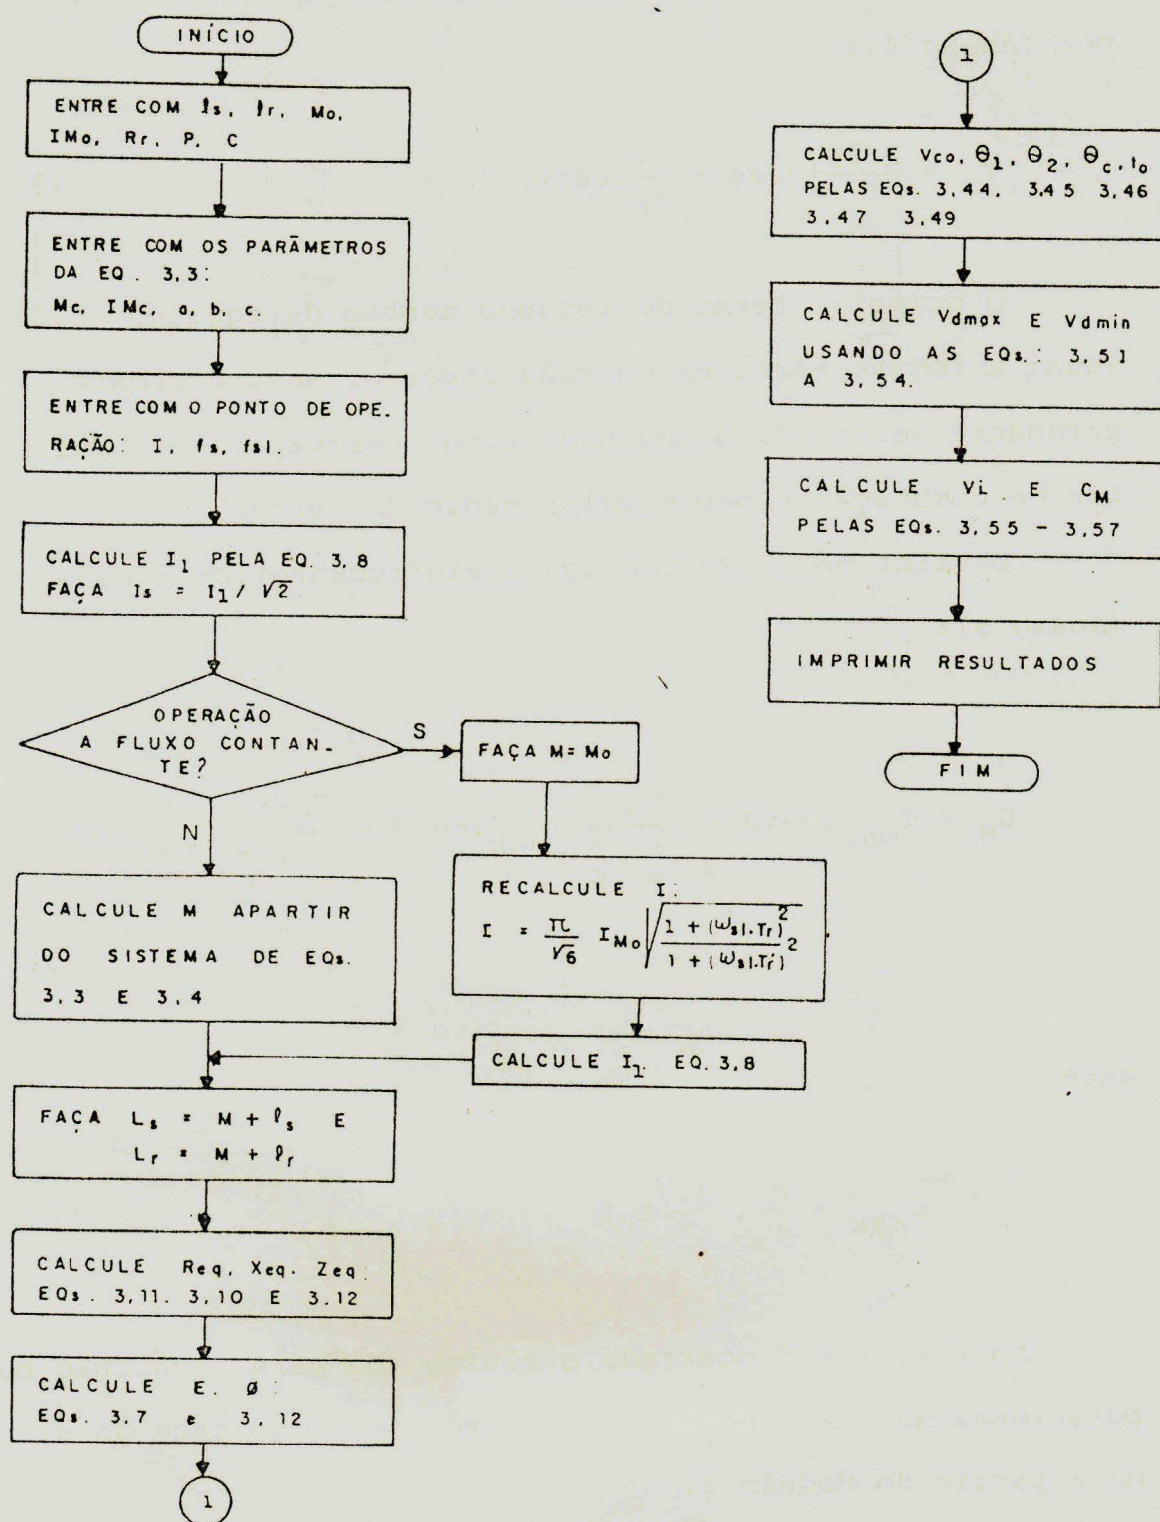 INÍCIO
ENTRE COM ℓs, ℓr, Mo,
IMo, Rr, P, C
ENTRE COM OS PARÃMETROS
DA EQ. 3,3:
Mc, IMc, a, b, c.
ENTRE COM O PONTO DE OPE.
RAÇÃO: I, fs, fsl.
CALCULE I1 PELA EQ. 3,8
FAÇA Is = I1 / √2
OPERAÇÃO
A FLUXO CONTAN-
TE?
S
N
FAÇA M = Mo
RECALCULE I:
I = π/√6 IMo √(1 + (ωsl.Tr)² / 1 + (ωsl.Tr')²)
CALCULE I1. EQ. 3,8
CALCULE M APARTIR
DO SISTEMA DE EQs.
3,3 E 3,4
FAÇA Ls = M + ℓs E
Lr = M + ℓr
CALCULE Req, Xeq. Zeq:
EQs. 3,11. 3,10 E 3.12
CALCULE E. Ø:
EQs. 3,7 e 3,12
1
1
CALCULE Vco, θ1, θ2, θc, to
PELAS EQs. 3,44, 3,45 3,46
3,47 3,49
CALCULE Vdmax E Vdmin
USANDO AS EQs.: 3,51
A 3,54.
CALCULE Vi E CM
PELAS EQs. 3,55 - 3,57
IMPRIMIR RESULTADOS
FIM